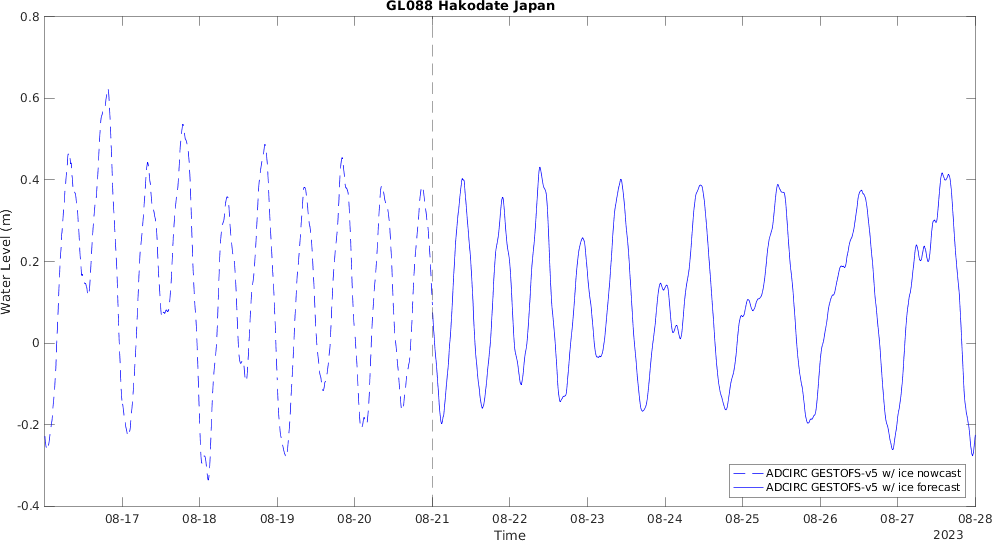 GL088 Hakodate Japan
0.8
0.6
0.4
0.2
0
-0.2
-0.4
Water Level (m)
08-17 08-18 08-19 08-20 08-21 08-22 08-23 08-24 08-25 08-26 08-27 08-28
Time
2023
ADCIRC GESTOFS-v5 w/ ice nowcast
ADCIRC GESTOFS-v5 w/ ice forecast